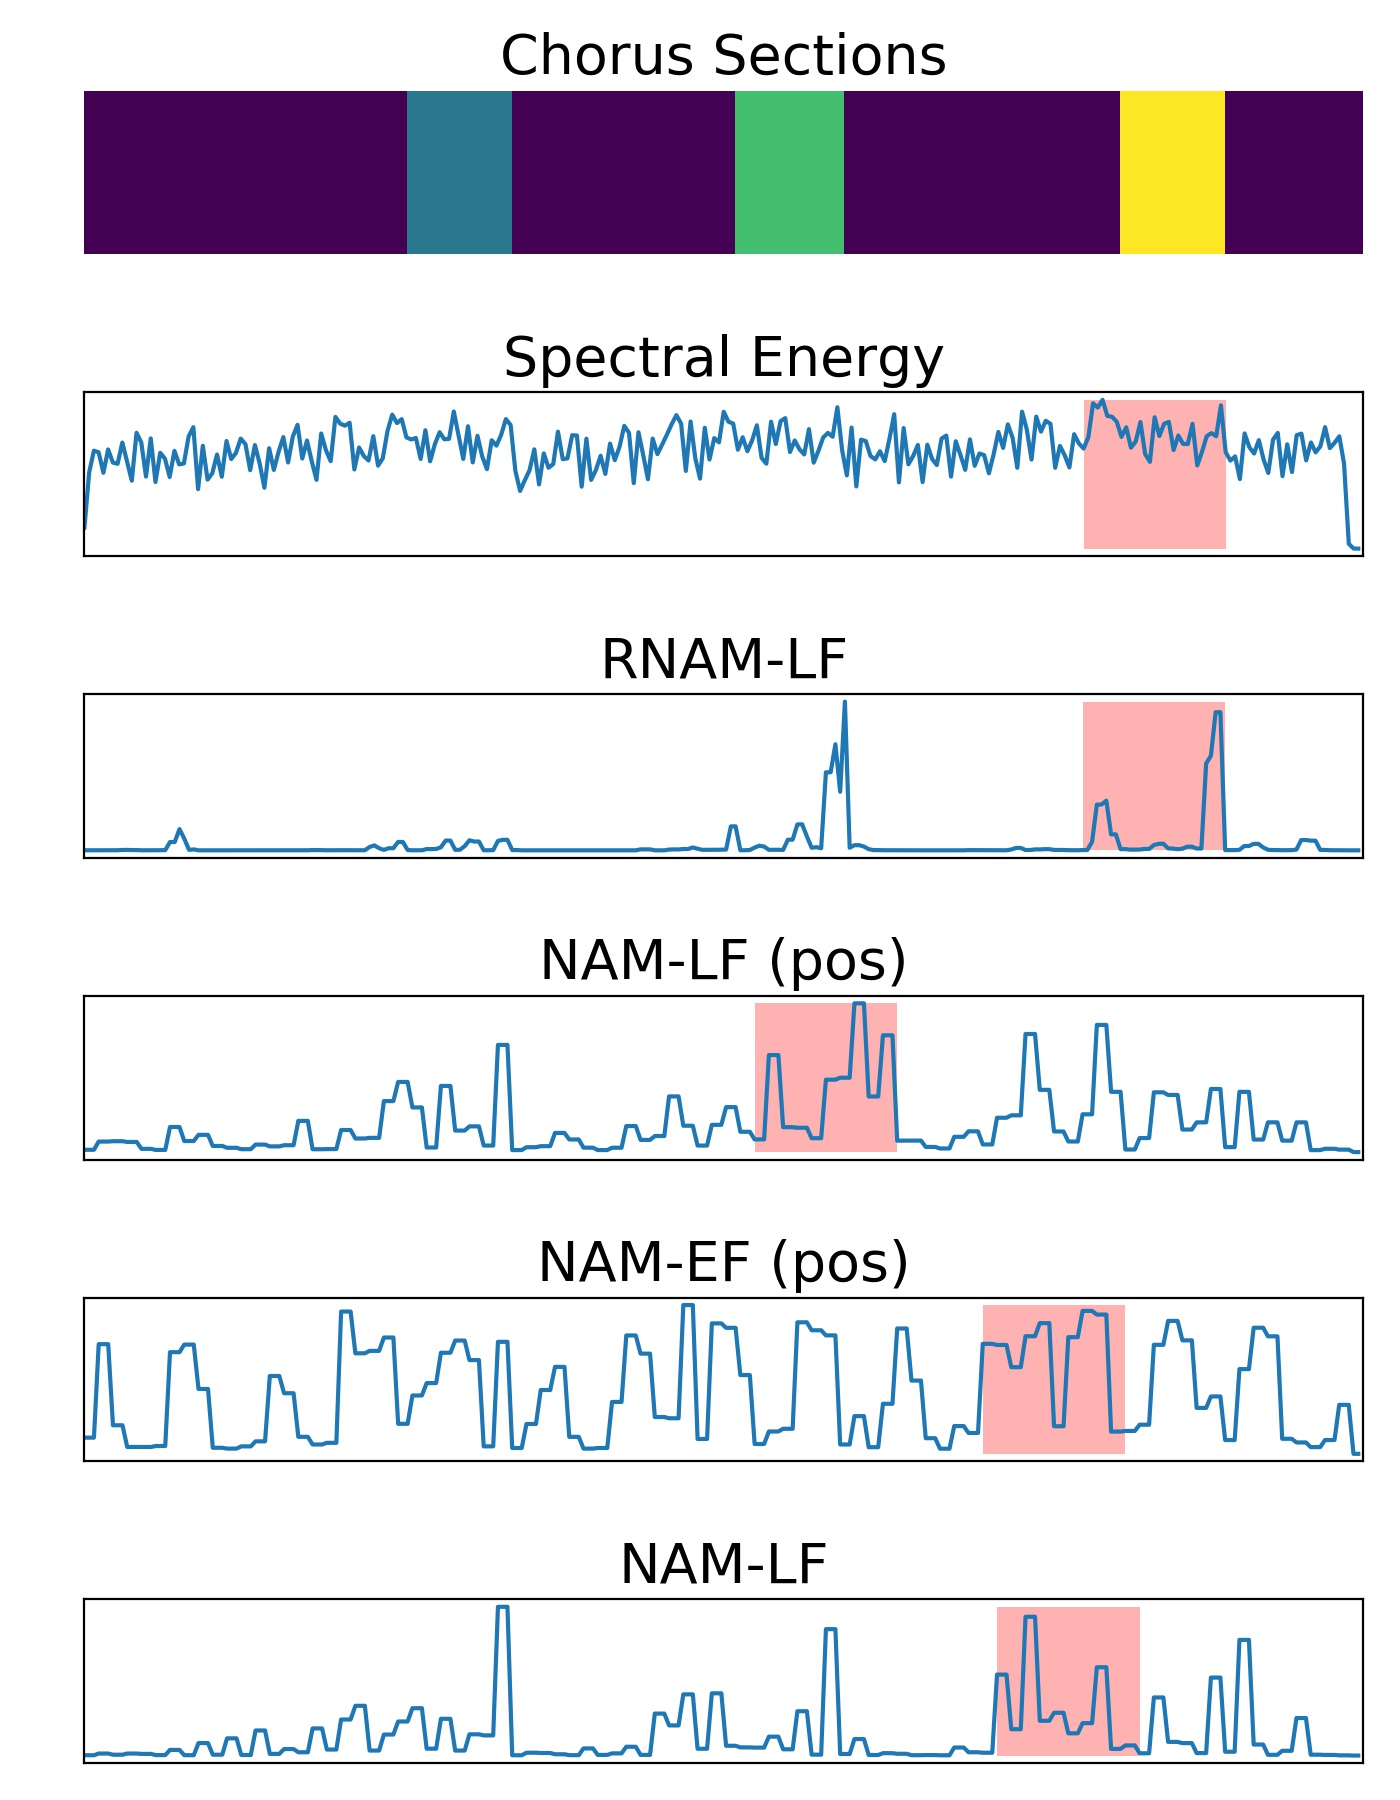 Chorus Sections
Spectral Energy
RNAM-LF
NAM-LF (pos)
NAM-EF (pos)
NAM-LF